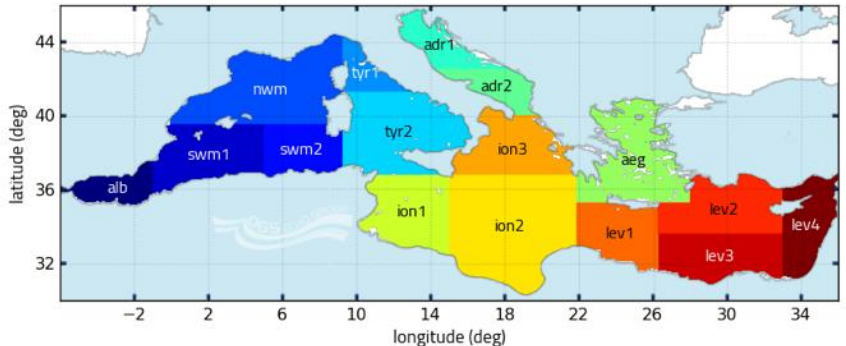 44
40
36
32
latitude (deg)
adr1
tyr1
adr2
nwm
tyr2
ion3
aeg
swm1
swm2
alb
ion1
ion2
lev1
lev2
lev3
lev4
−2
2
6
10
14
18
22
26
30
34
longitude (deg)